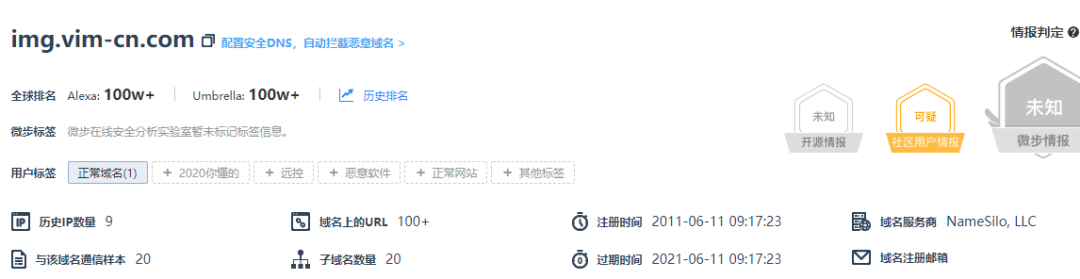 img.vim-cn.com 配置安全DNS，自动拦截恶意域名 >
情报判定 ?
全球排名 Alexa: 100w+ Umbrella: 100w+ 历史排名
微步标签 微步在线安全分析实验室暂未标记标签信息。
未知 开源情报
可疑 社区用户情报
未知 微步情报
用户标签 正常域名(1) + 2020你懂的 + 远控 + 恶意软件 + 正常网站 + 其他标签
IP 历史IP数量 9 域名上的URL 100+ 注册时间 2011-06-11 09:17:23 域名服务商 NameSilo, LLC
与该域名通信样本 20 子域名数量 20 过期时间 2021-06-11 09:17:23 域名注册邮箱